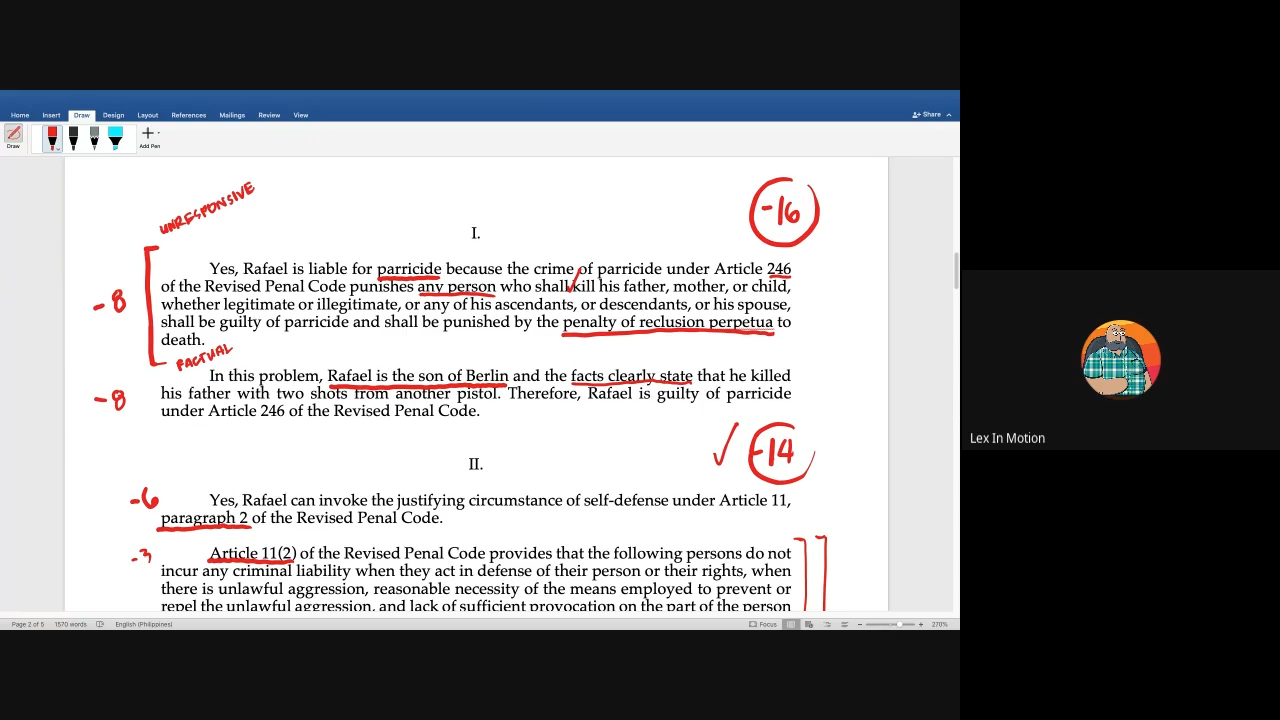 Home Insert Draw Design Layout References Mailings Review View Share
Draw
Add Pen
UNRESPONSIVE
-16
I.
Yes, Rafael is liable for parricide because the crime of parricide under Article 246
of the Revised Penal Code punishes any person who shall kill his father, mother, or child,
-8
whether legitimate or illegitimate, or any of his ascendants, or descendants, or his spouse,
shall be guilty of parricide and shall be punished by the penalty of reclusion perpetua to
death.
FACTUAL
In this problem, Rafael is the son of Berlin and the facts clearly state that he killed
-8
his father with two shots from another pistol. Therefore, Rafael is guilty of parricide
under Article 246 of the Revised Penal Code.
-14
II.
-6
Yes, Rafael can invoke the justifying circumstance of self-defense under Article 11,
paragraph 2 of the Revised Penal Code.
-3
Article 11(2) of the Revised Penal Code provides that the following persons do not
incur any criminal liability when they act in defense of their person or their rights, when
there is unlawful aggression, reasonable necessity of the means employed to prevent or
repel the unlawful aggression, and lack of sufficient provocation on the part of the person
Page 2 of 5 1570 words English (Philippines) Focus 270%
Lex In Motion